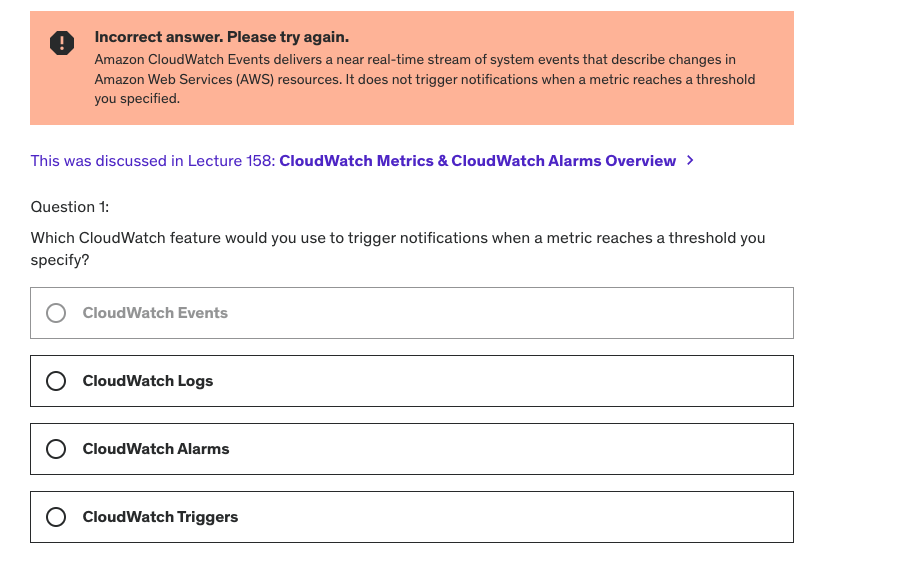 Incorrect answer. Please try again.
Amazon CloudWatch Events delivers a near real-time stream of system events that describe changes in
Amazon Web Services (AWS) resources. It does not trigger notifications when a metric reaches a threshold
you specified.
This was discussed in Lecture 158: CloudWatch Metrics & CloudWatch Alarms Overview >
Question 1:
Which CloudWatch feature would you use to trigger notifications when a metric reaches a threshold you
specify?
CloudWatch Events
CloudWatch Logs
CloudWatch Alarms
CloudWatch Triggers